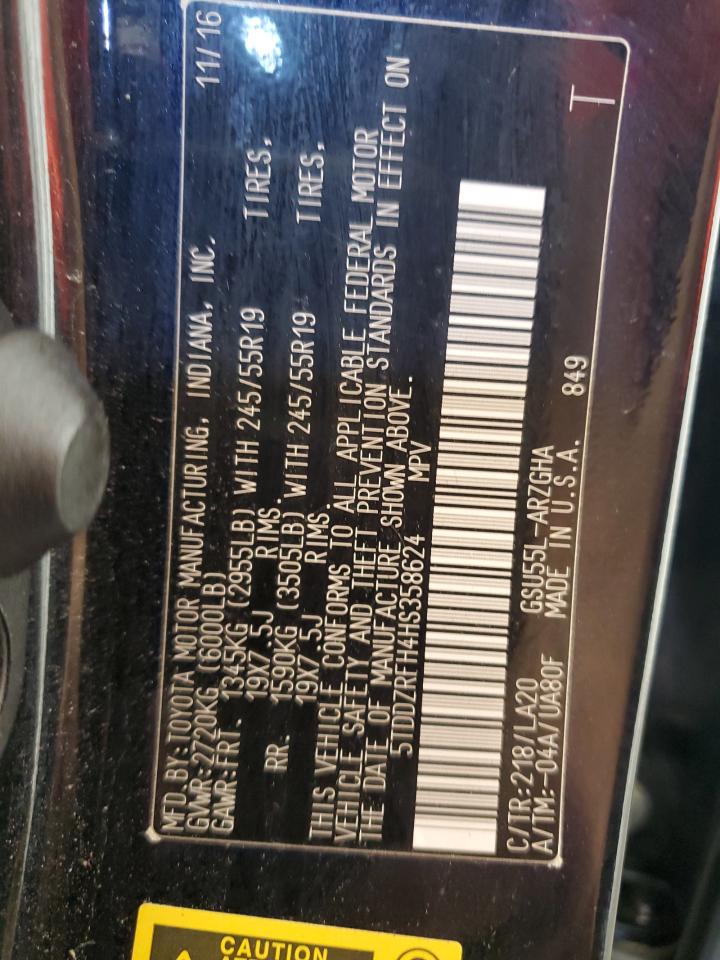 MFD.BY:TOYOTA MOTOR MANUFACTURING, INDIANA, INC. 11/16
GVWR:2720KG (6000LB)
GAWR:FRT. 1345KG (2955LB) WITH 245/55R19 TIRES,
19X7.5J RIMS.
RR. 1590KG (3505LB) WITH 245/55R19 TIRES,
19X7.5J RIMS.
THIS VEHICLE CONFORMS TO ALL APPLICABLE FEDERAL MOTOR
VEHICLE SAFETY AND THEFT PREVENTION STANDARDS IN EFFECT ON
THE DATE OF MANUFACTURE SHOWN ABOVE.
5TDDZRFH4HS358624 MPV
C/TR:218/LA20 GSU55L-ARZGHA
A/TM:-04A/UA80F MADE IN U.S.A. 849 T
CAUTION